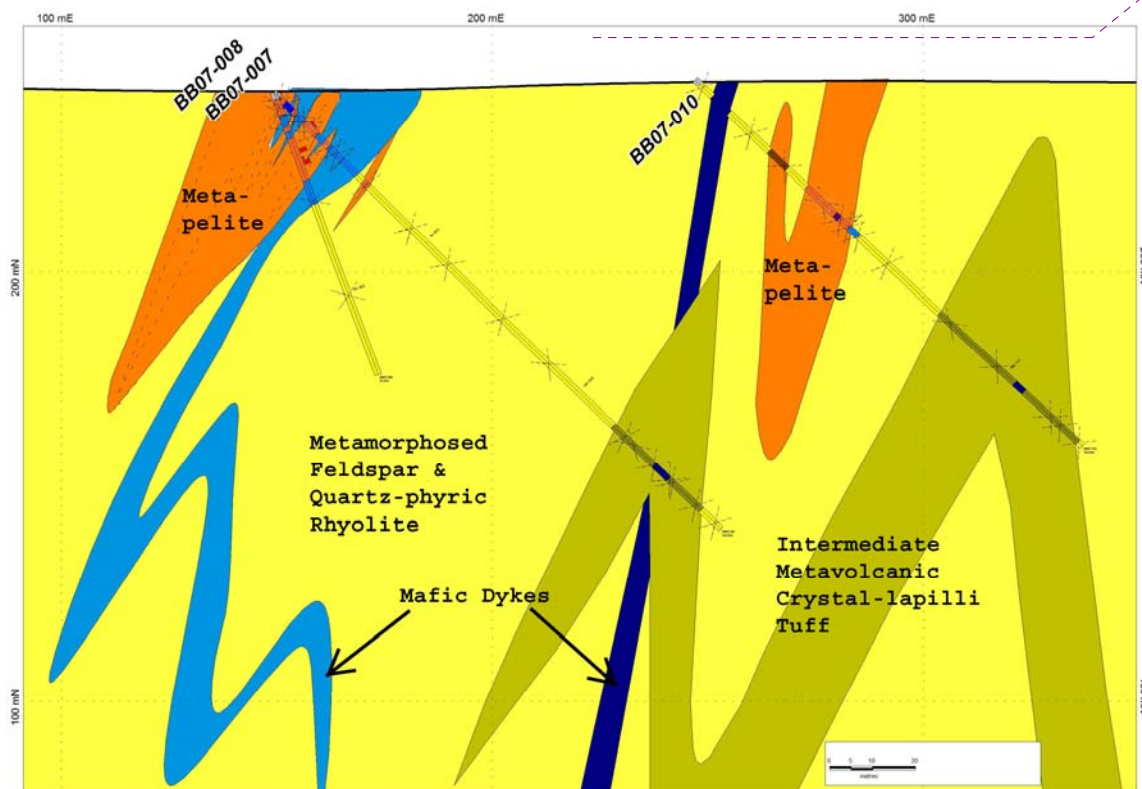 100 mE
200 mE
300 mE
BB07-008
BB07-007
BB07-010
200 mN
100 mN
Meta-
pelite
Meta-
pelite
Metamorphosed
Feldspar &
Quartz-phyric
Rhyolite
Mafic Dykes
Intermediate
Metavolcanic
Crystal-lapilli
Tuff
0 5 10 20
metres